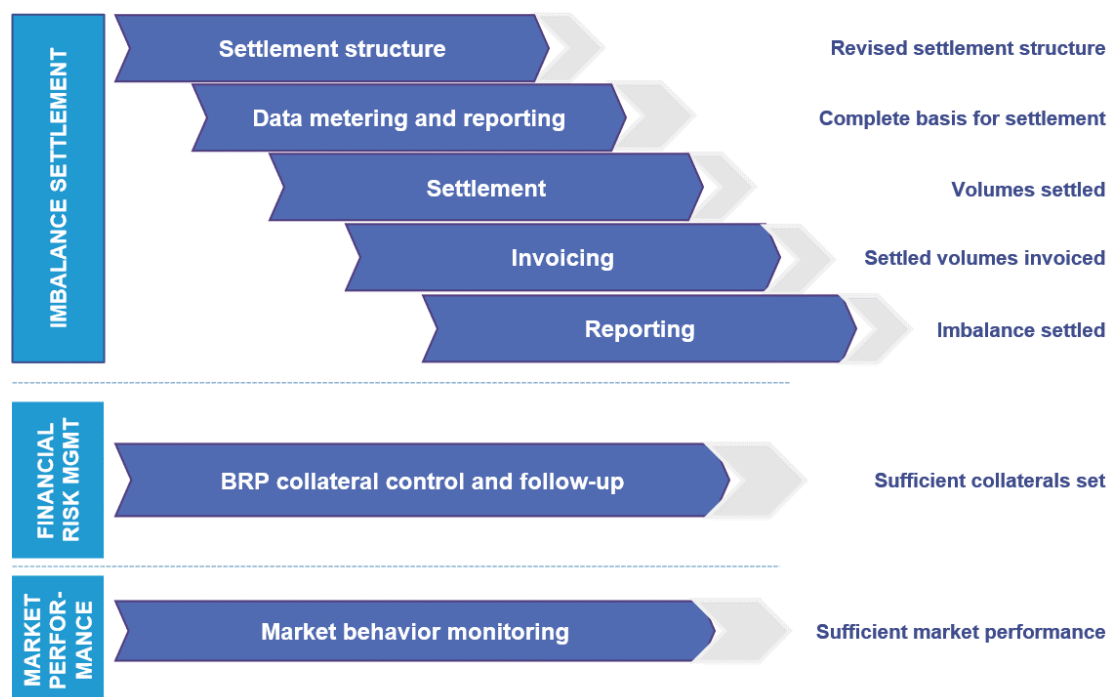 IMBALANCE SETTLEMENT
Settlement structure
Revised settlement structure
Data metering and reporting
Complete basis for settlement
Settlement
Volumes settled
Invoicing
Settled volumes invoiced
Reporting
Imbalance settled
FINANCIAL
RISK MGMT
BRP collateral control and follow-up
Sufficient collaterals set
MARKET
PERFOR-
MANCE
Market behavior monitoring
Sufficient market performance